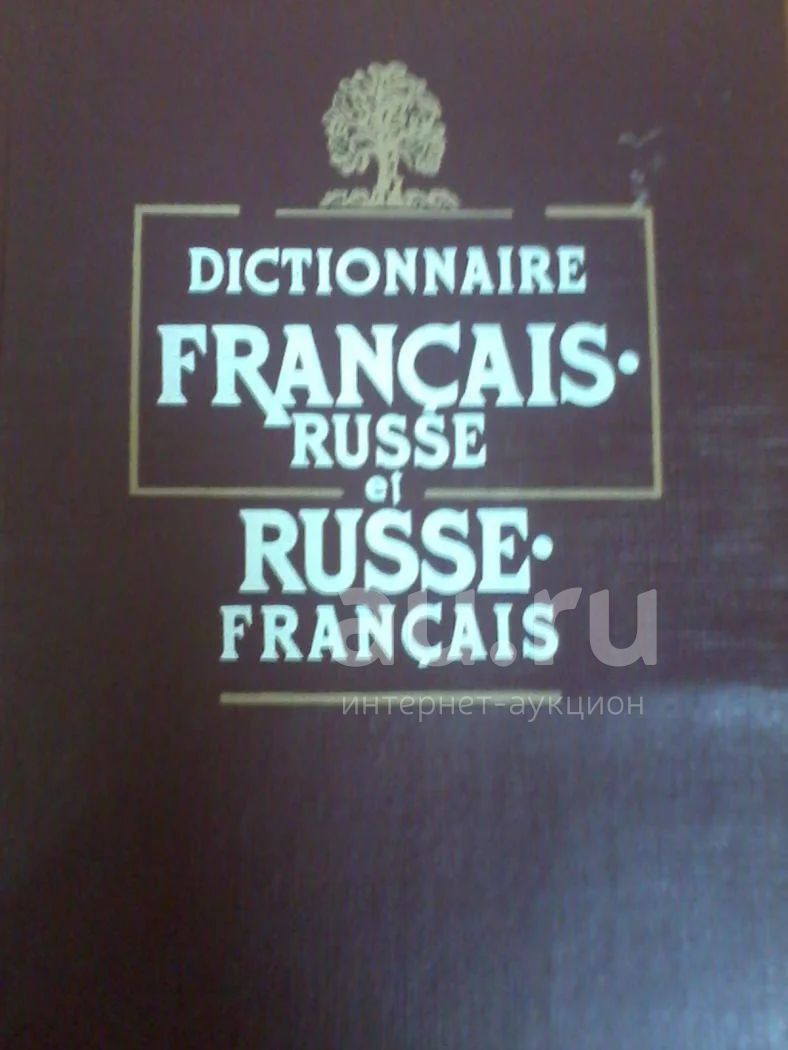 DICTIONNAIRE
FRANÇAIS-
RUSSE
et
RUSSE-
FRANÇAIS
au.ru
интернет-аукцион